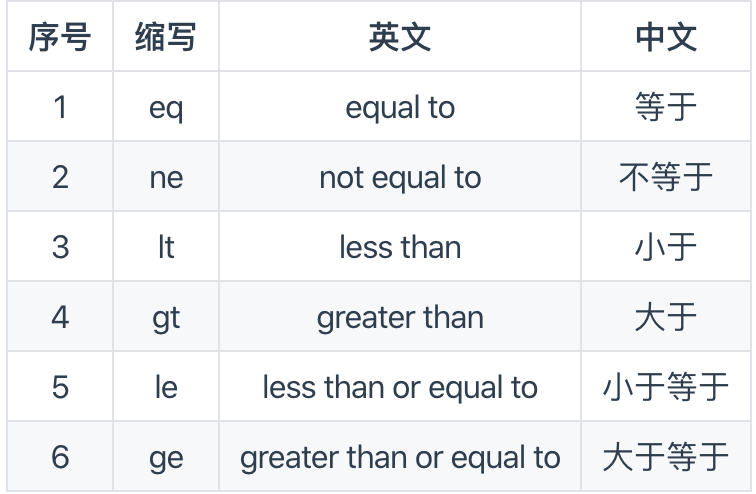 序号 缩写 英文 中文
1 eq equal to 等于
2 ne not equal to 不等于
3 lt less than 小于
4 gt greater than 大于
5 le less than or equal to 小于等于
6 ge greater than or equal to 大于等于